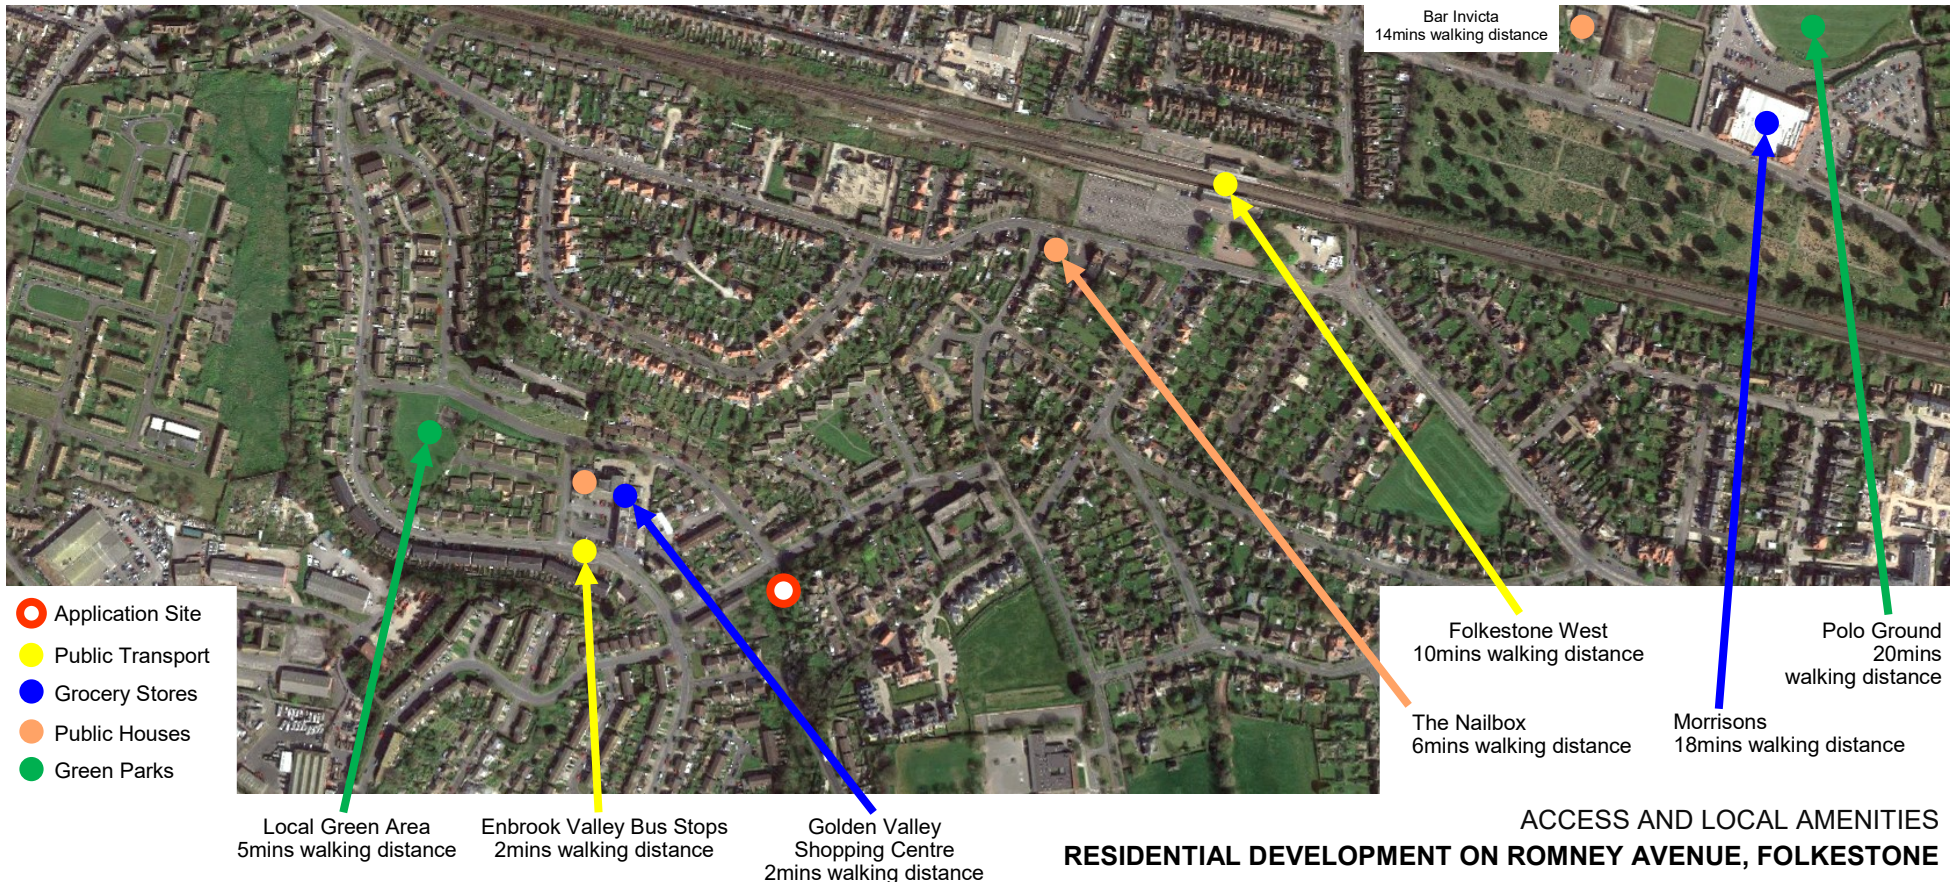 Bar Invicta
14mins walking distance
Application Site
Public Transport
Grocery Stores
Public Houses
Green Parks
Folkestone West
10mins walking distance
Polo Ground
20mins
walking distance
The Nailbox
6mins walking distance
Morrisons
18mins walking distance
Local Green Area
5mins walking distance
Enbrook Valley Bus Stops
2mins walking distance
Golden Valley
Shopping Centre
2mins walking distance
ACCESS AND LOCAL AMENITIES
RESIDENTIAL DEVELOPMENT ON ROMNEY AVENUE, FOLKESTONE